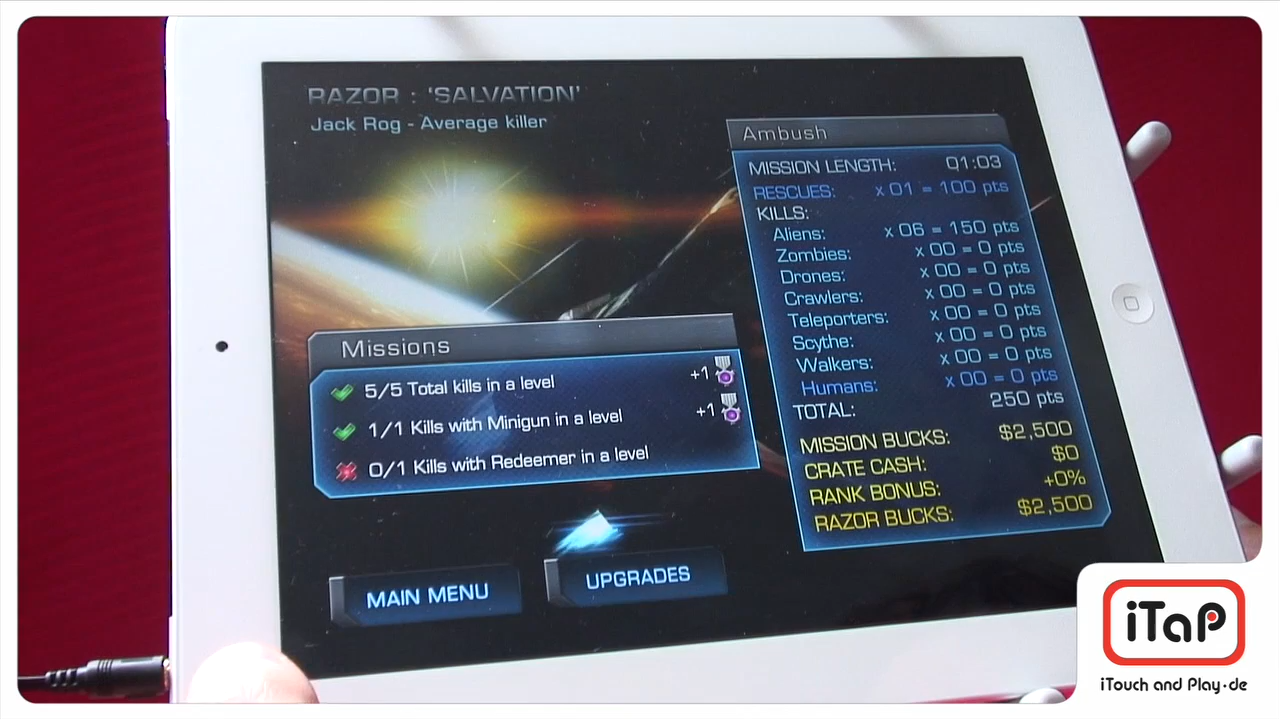 RAZOR : 'SALVATION'
Jack Rog - Average killer
Ambush
MISSION LENGTH: 01:03
RESCUES: x 01 = 100 pts
KILLS:
Aliens: x 06 = 150 pts
Zombies: x 00 = 0 pts
Drones: x 00 = 0 pts
Crawlers: x 00 = 0 pts
Teleporters: x 00 = 0 pts
Scythe: x 00 = 0 pts
Walkers: x 00 = 0 pts
Humans: x 00 = 0 pts
TOTAL: 250 pts
MISSION BUCKS: $2,500
CRATE CASH: $0
RANK BONUS: +0%
RAZOR BUCKS: $2,500
Missions
5/5 Total kills in a level +1
1/1 Kills with Minigun in a level +1
0/1 Kills with Redeemer in a level
MAIN MENU
UPGRADES
iTaP
iTouch and Play.de